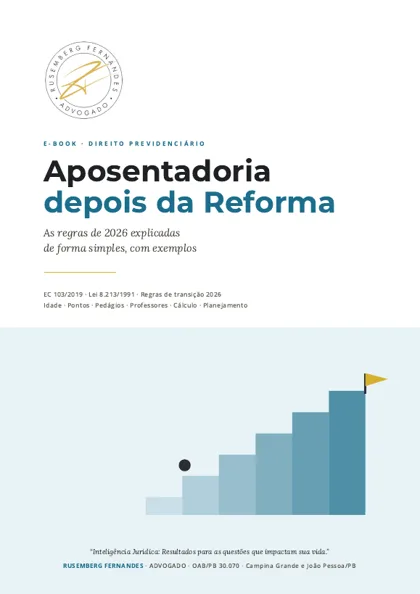 RUSEMBERG FERNANDES
• ADVOGADO •
E-BOOK · DIREITO PREVIDENCIÁRIO
Aposentadoria
depois da Reforma
As regras de 2026 explicadas
de forma simples, com exemplos
EC 103/2019 · Lei 8.213/1991 · Regras de transição 2026
Idade · Pontos · Pedágios · Professores · Cálculo · Planejamento
"Inteligência Jurídica: Resultados para as questões que impactam sua vida."
RUSEMBERG FERNANDES · ADVOGADO · OAB/PB 30.070 · Campina Grande e João Pessoa/PB